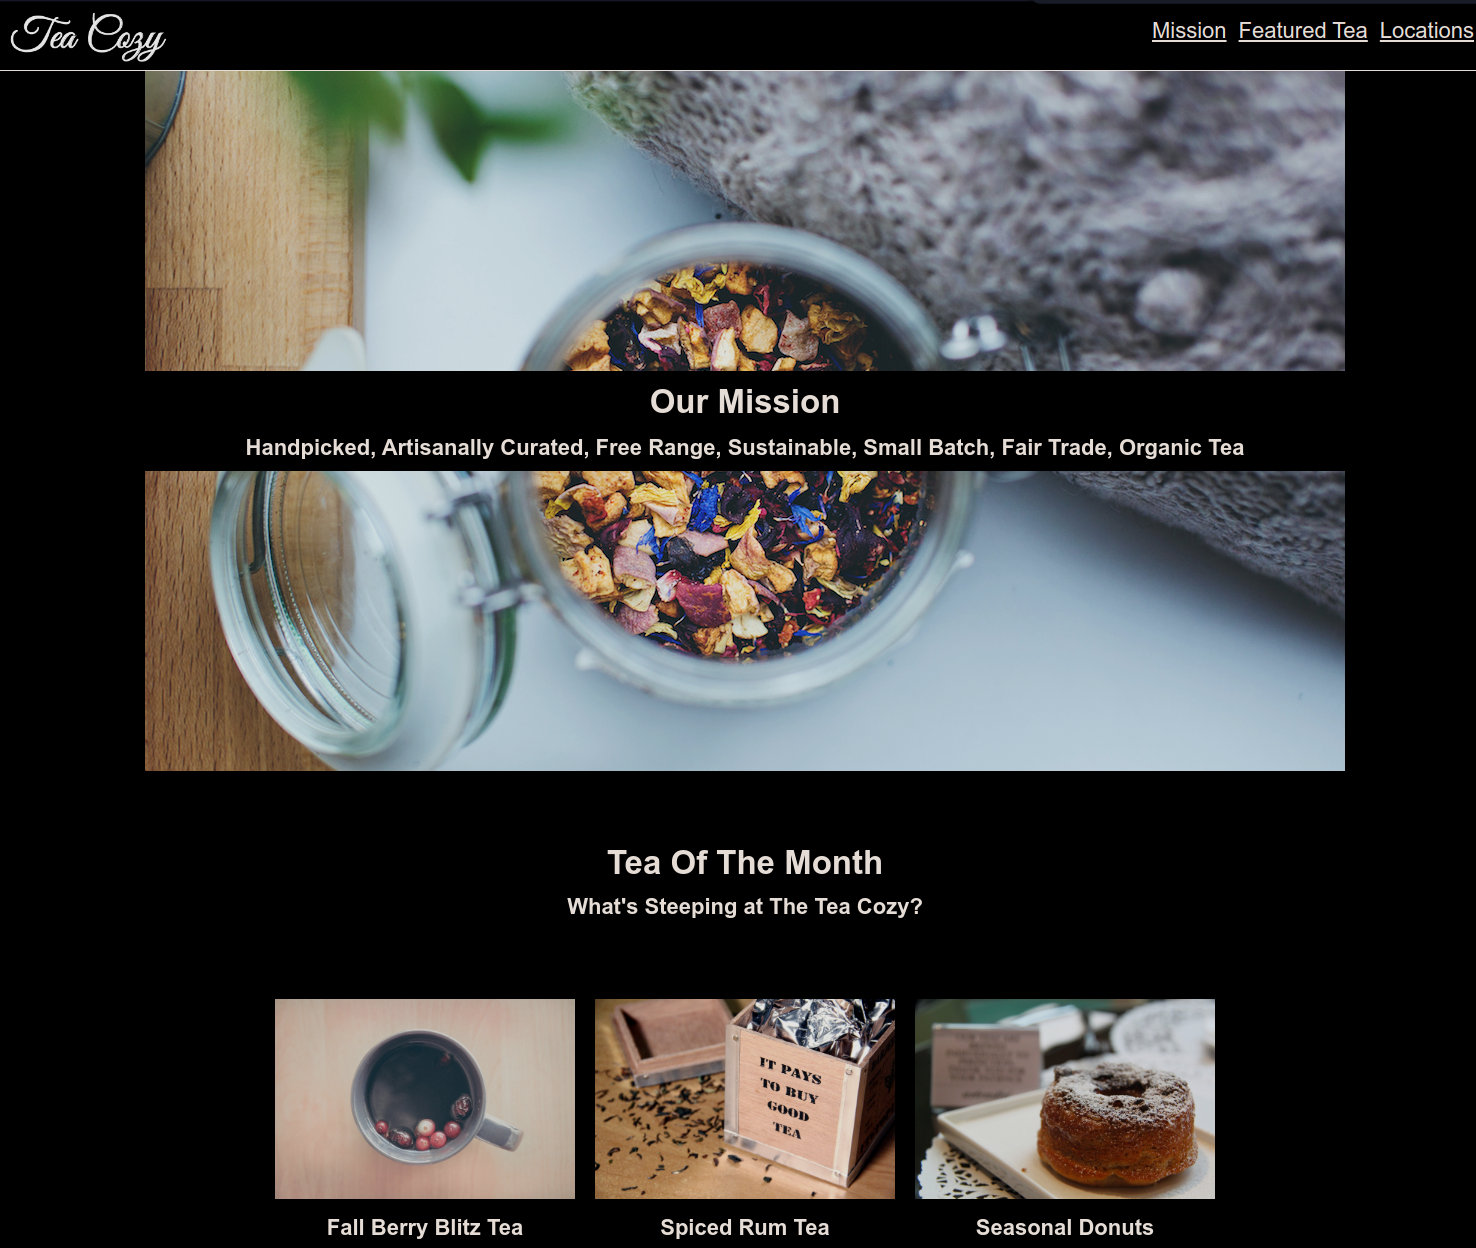 Tea Cozy
Mission Featured Tea Locations
Our Mission
Handpicked, Artisanally Curated, Free Range, Sustainable, Small Batch, Fair Trade, Organic Tea
Tea Of The Month
What's Steeping at The Tea Cozy?
IT PAYS
TO BUY
GOOD
TEA
Fall Berry Blitz Tea
Spiced Rum Tea
Seasonal Donuts